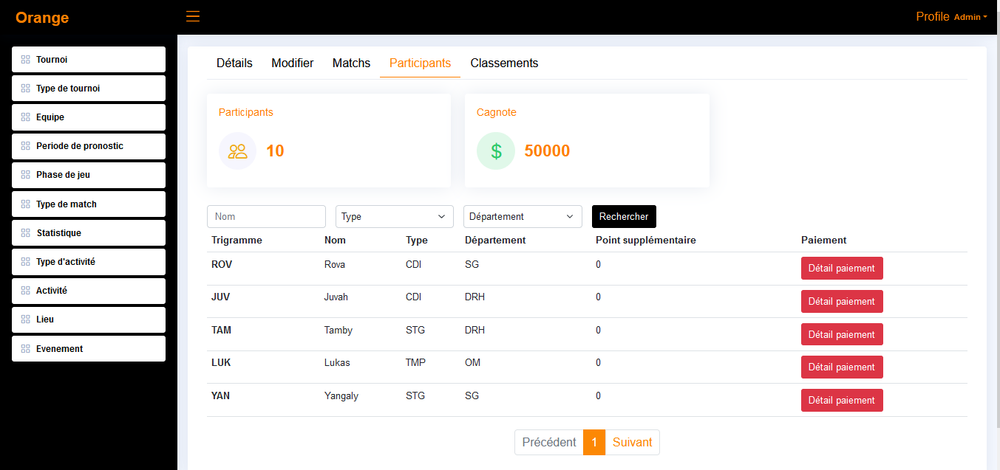 Orange
Profile Admin
Tournoi
Type de tournoi
Equipe
Periode de pronostic
Phase de jeu
Type de match
Statistique
Type d'activité
Activité
Lieu
Evenement
Détails Modifier Matchs Participants Classements
Participants
10
Cagnote
$ 50000
Nom Type Département Rechercher
Trigramme Nom Type Département Point supplémentaire Paiement
ROV Rova CDI SG 0 Détail paiement
JUV Juvah CDI DRH 0 Détail paiement
TAM Tamby STG DRH 0 Détail paiement
LUK Lukas TMP OM 0 Détail paiement
YAN Yangaly STG SG 0 Détail paiement
Précédent 1 Suivant